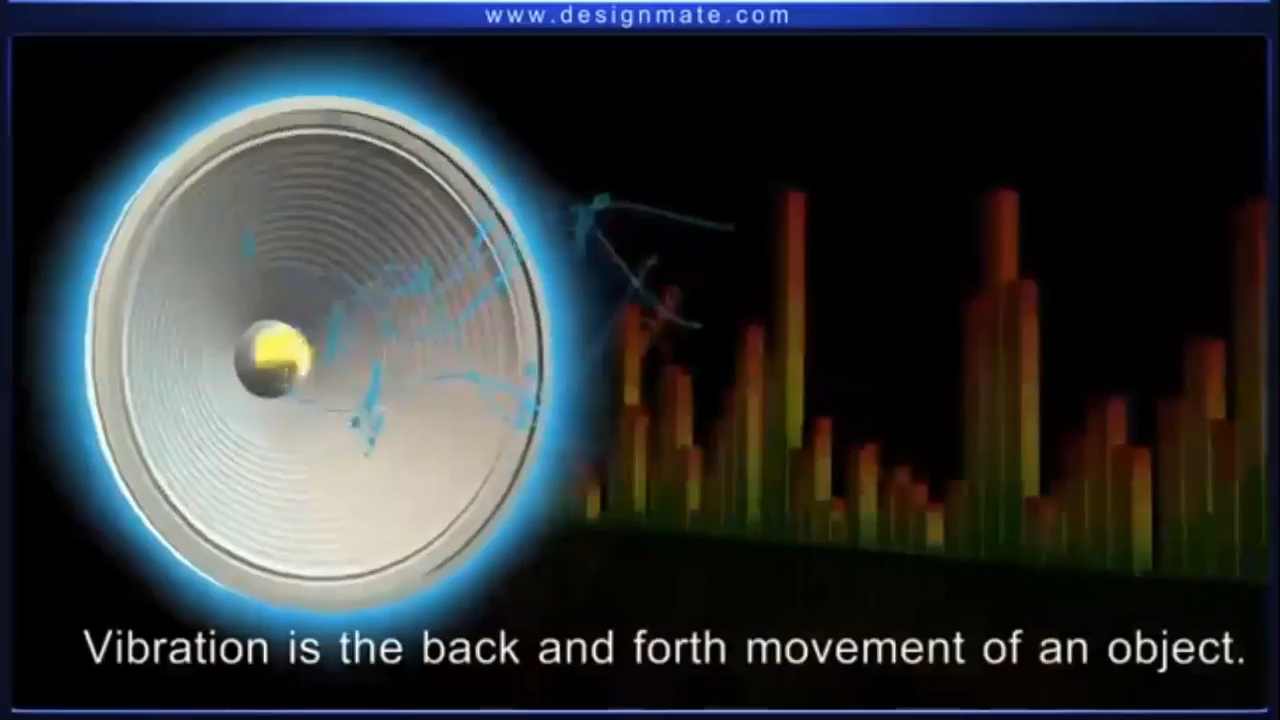 www.designmate.com
Vibration is the back and forth movement of an object.